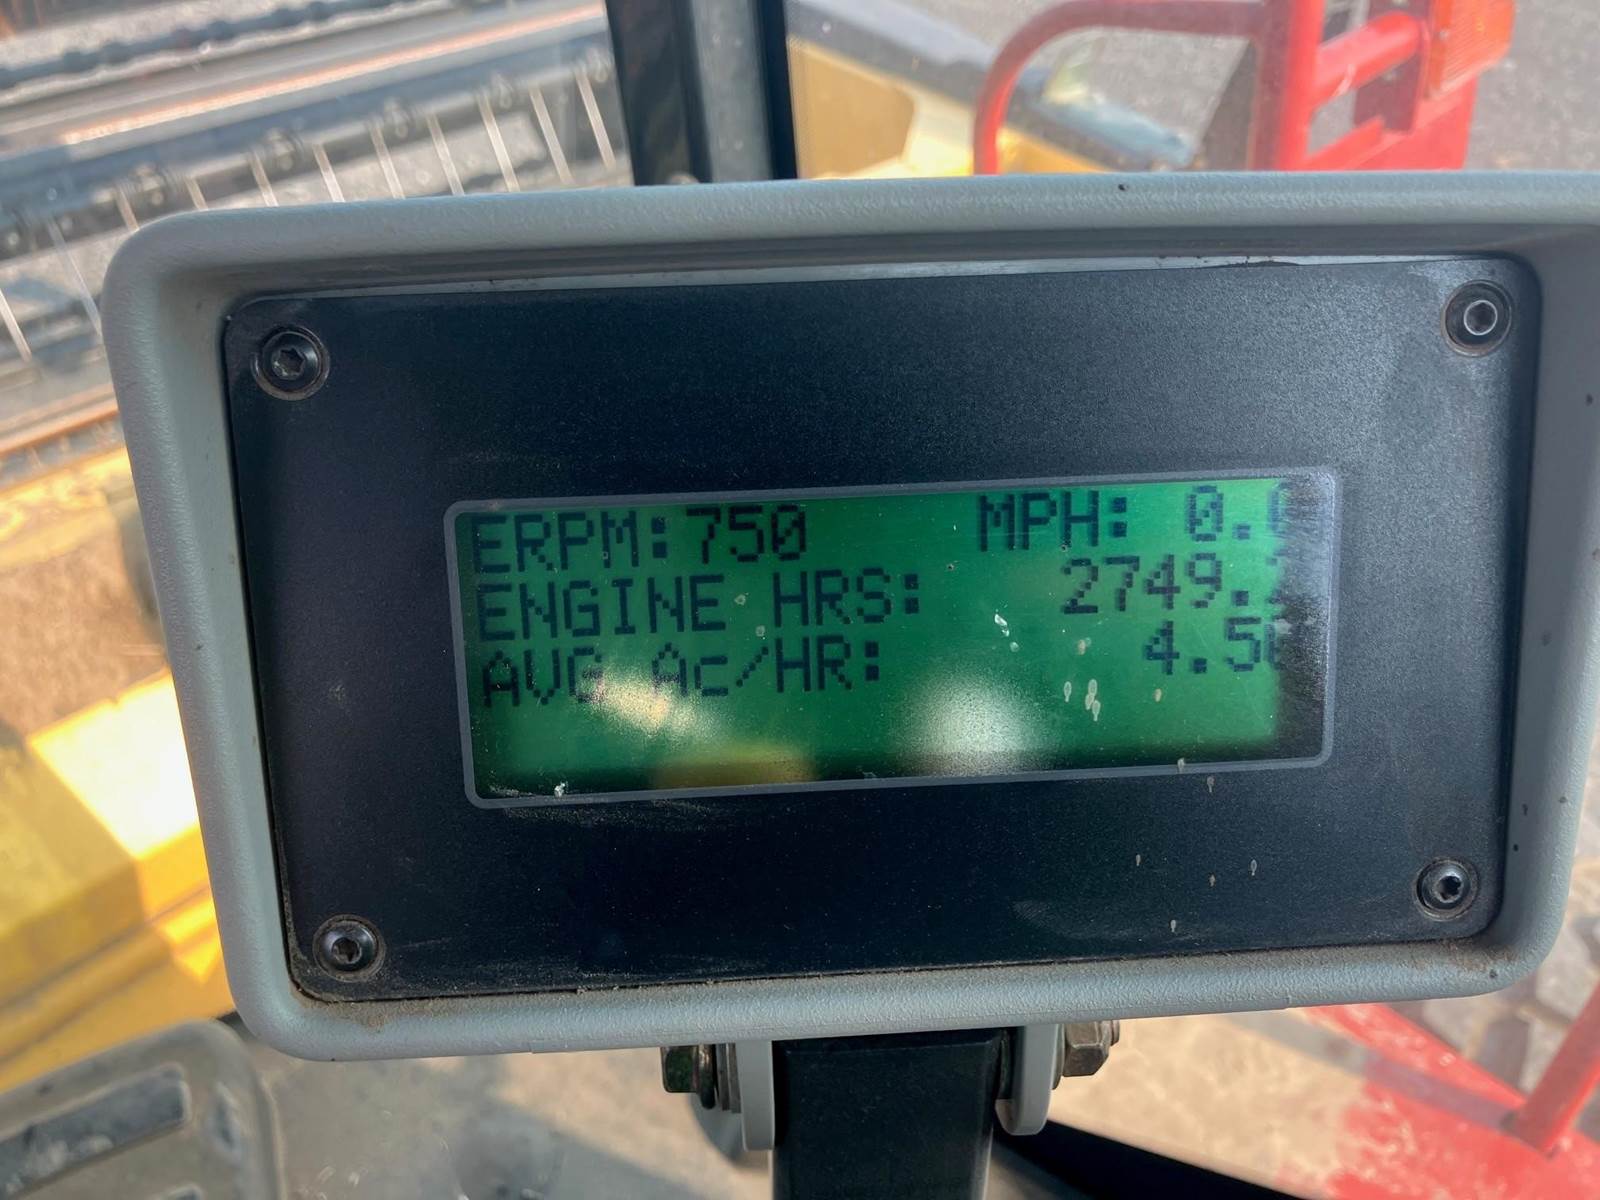 ERPM:750 MPH: 0.
ENGINE HRS: 2749.
AVG Ac/HR: 4.5